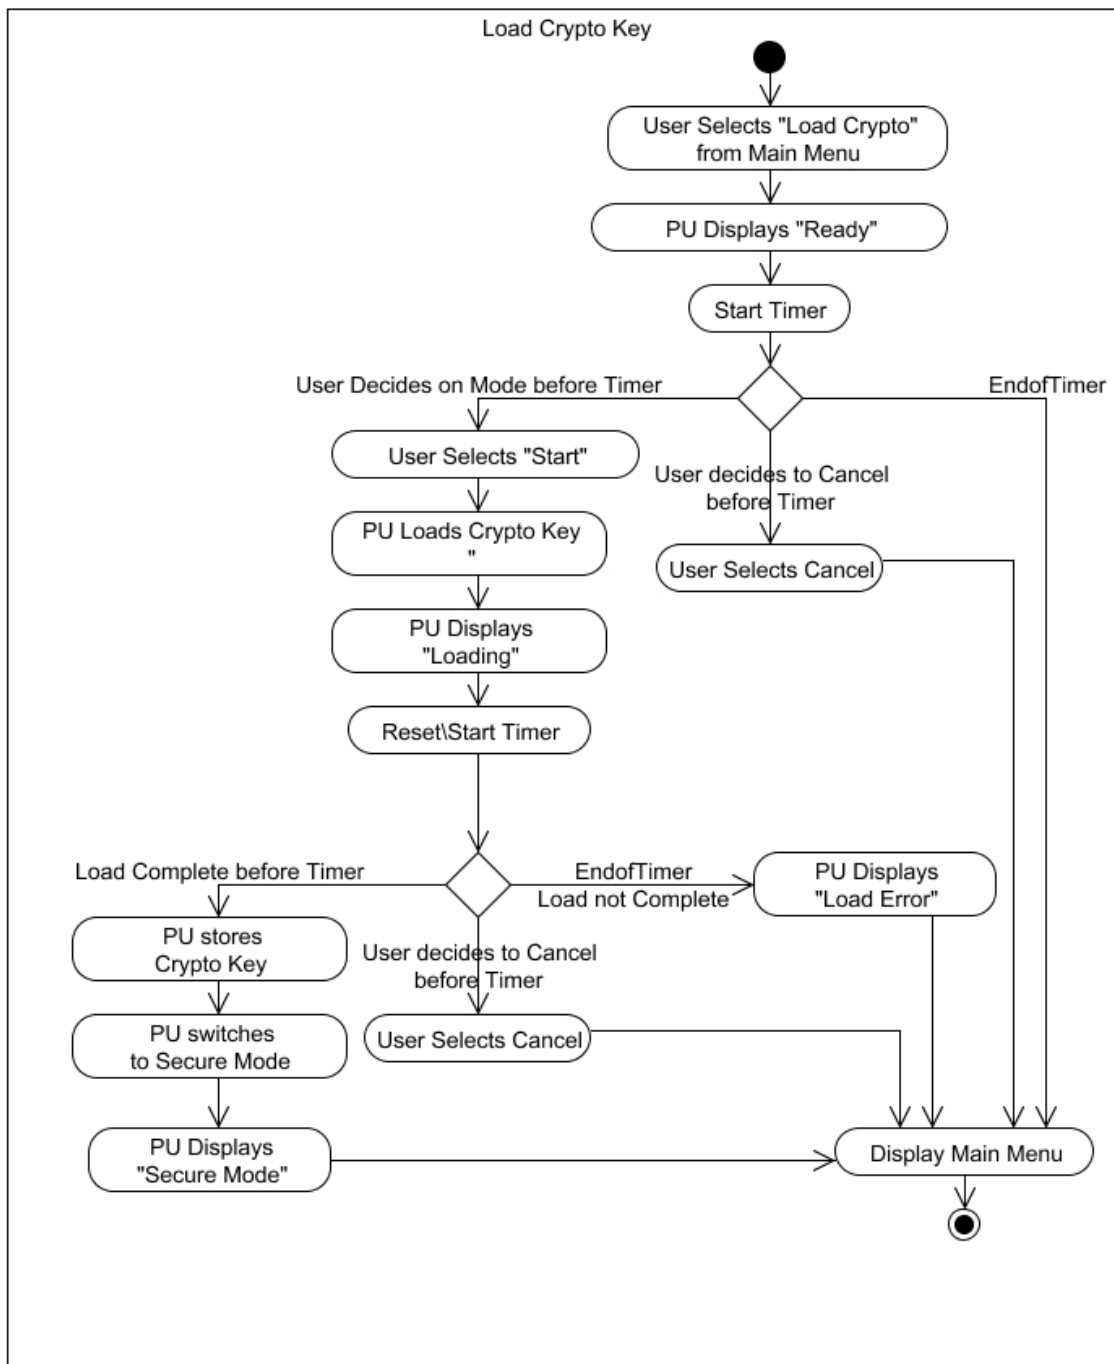 Load Crypto Key
User Selects "Load Crypto"
from Main Menu
PU Displays "Ready"
Start Timer
User Decides on Mode before Timer
EndofTimer
User Selects "Start"
User decides to Cancel
before Timer
PU Loads Crypto Key
"
User Selects Cancel
PU Displays
"Loading"
Reset\Start Timer
Load Complete before Timer
EndofTimer
Load not Complete
PU Displays
"Load Error"
PU stores
Crypto Key
User decides to Cancel
before Timer
PU switches
to Secure Mode
User Selects Cancel
PU Displays
"Secure Mode"
Display Main Menu